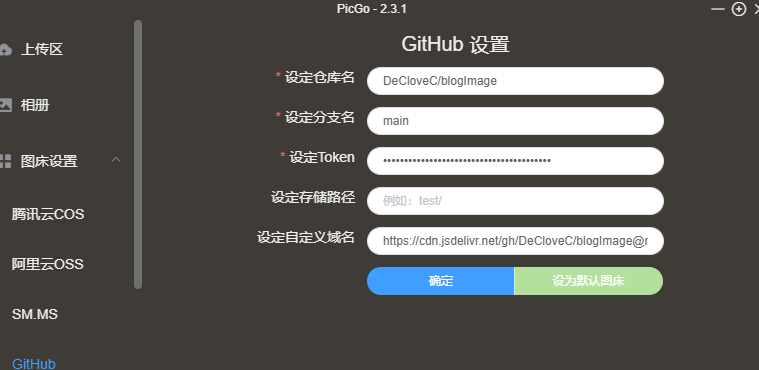 PicGo - 2.3.1
上传区
相册
图床设置
腾讯云COS
阿里云OSS
SM.MS
GitHub
GitHub 设置
* 设定仓库名
DeCloveC/blogImage
* 设定分支名
main
* 设定Token
••••••••••••••••••••••••••••••••••••••••
设定存储路径
例如：test/
设定自定义域名
https://cdn.jsdelivr.net/gh/DeCloveC/blogImage@
确定
设为默认图床